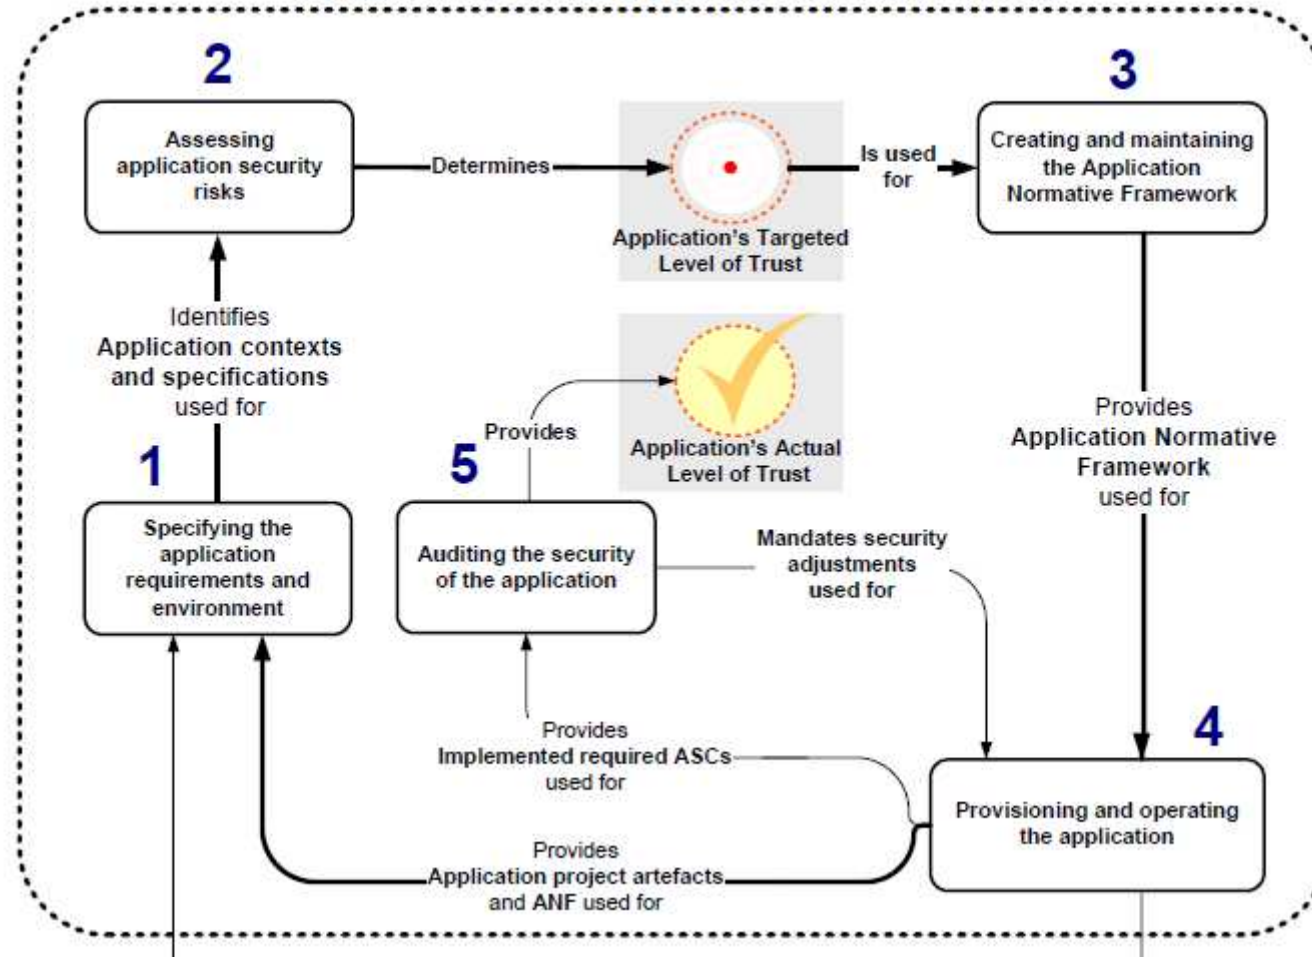 2
3
Assessing
application security
risks
Determines
Is used
for
Creating and maintaining
the Application
Normative Framework
Application's Targeted
Level of Trust
Identifies
Application contexts
and specifications
used for
Provides
Application's Actual
Level of Trust
Provides
Application Normative
Framework
used for
1
5
Specifying the
application
requirements and
environment
Auditing the security
of the application
Mandates security
adjustments
used for
Provides
Implemented required ASCs
used for
4
Provisioning and operating
the application
Provides
Application project artefacts
and ANF used for